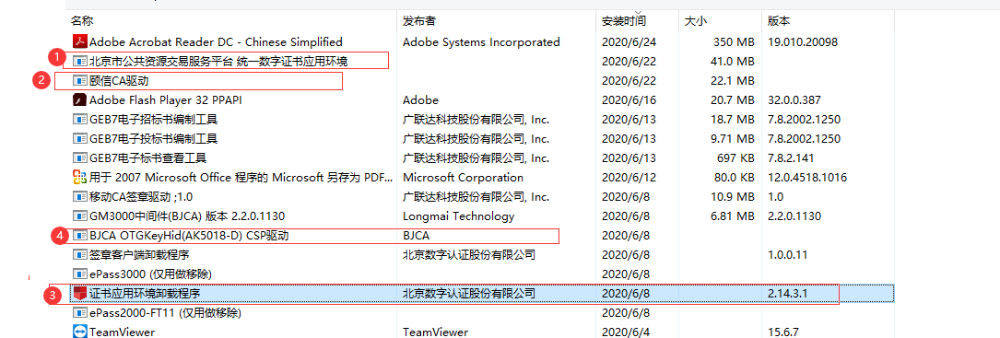 名称 发布者 安装时间 大小 版本
Adobe Acrobat Reader DC - Chinese Simplified Adobe Systems Incorporated 2020/6/24 350 MB 19.010.20098
1 北京市公共资源交易服务平台 统一数字证书应用环境 2020/6/22 41.0 MB
2 颐信CA驱动 2020/6/22 22.1 MB
Adobe Flash Player 32 PPAPI Adobe 2020/6/16 20.7 MB 32.0.0.387
GEB7电子招标书编制工具 广联达科技股份有限公司, Inc. 2020/6/13 18.7 MB 7.8.2002.1250
GEB7电子投标书编制工具 广联达科技股份有限公司, Inc. 2020/6/13 9.71 MB 7.8.2002.1250
GEB7电子标书查看工具 广联达科技股份有限公司, Inc. 2020/6/13 697 KB 7.8.2.141
用于 2007 Microsoft Office 程序的 Microsoft 另存为 PDF... Microsoft Corporation 2020/6/12 80.0 KB 12.0.4518.1016
移动CA签章驱动 ;1.0 广联达科技股份有限公司, Inc. 2020/6/8 10.9 MB 1.0
GM3000中间件(BJCA) 版本 2.2.0.1130 Longmai Technology 2020/6/8 6.81 MB 2.2.0.1130
4 BJCA OTGKeyHid(AK5018-D) CSP驱动 BJCA 2020/6/8
签章客户端卸载程序 北京数字认证股份有限公司 2020/6/8 1.0.0.11
ePass3000 (仅用做移除) 2020/6/8
3 证书应用环境卸载程序 北京数字认证股份有限公司 2020/6/8 2.14.3.1
ePass2000-FT11 (仅用做移除) 2020/6/8
TeamViewer TeamViewer 2020/6/4 15.6.7